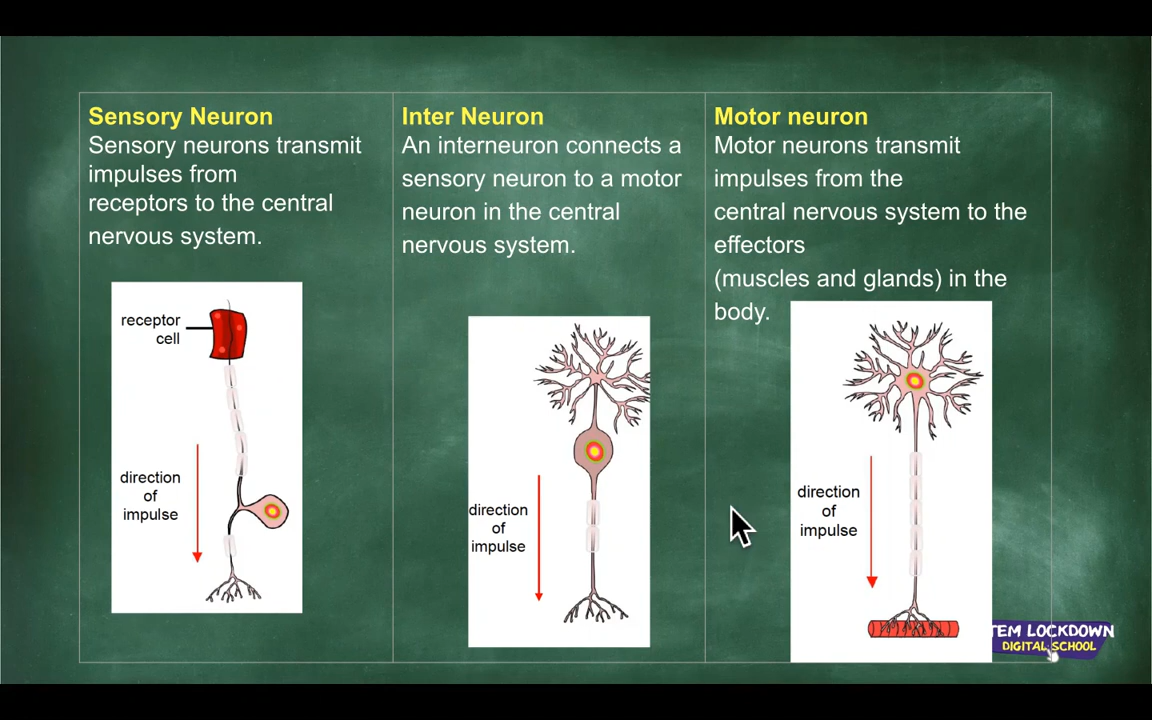 Sensory Neuron
Sensory neurons transmit
impulses from
receptors to the central
nervous system.
receptor
cell
direction
of
impulse
Inter Neuron
An interneuron connects a
sensory neuron to a motor
neuron in the central
nervous system.
direction
of
impulse
Motor neuron
Motor neurons transmit
impulses from the
central nervous system to the
effectors
(muscles and glands) in the
body.
direction
of
impulse
TEM LOCKDOWN
DIGITAL SCHOOL